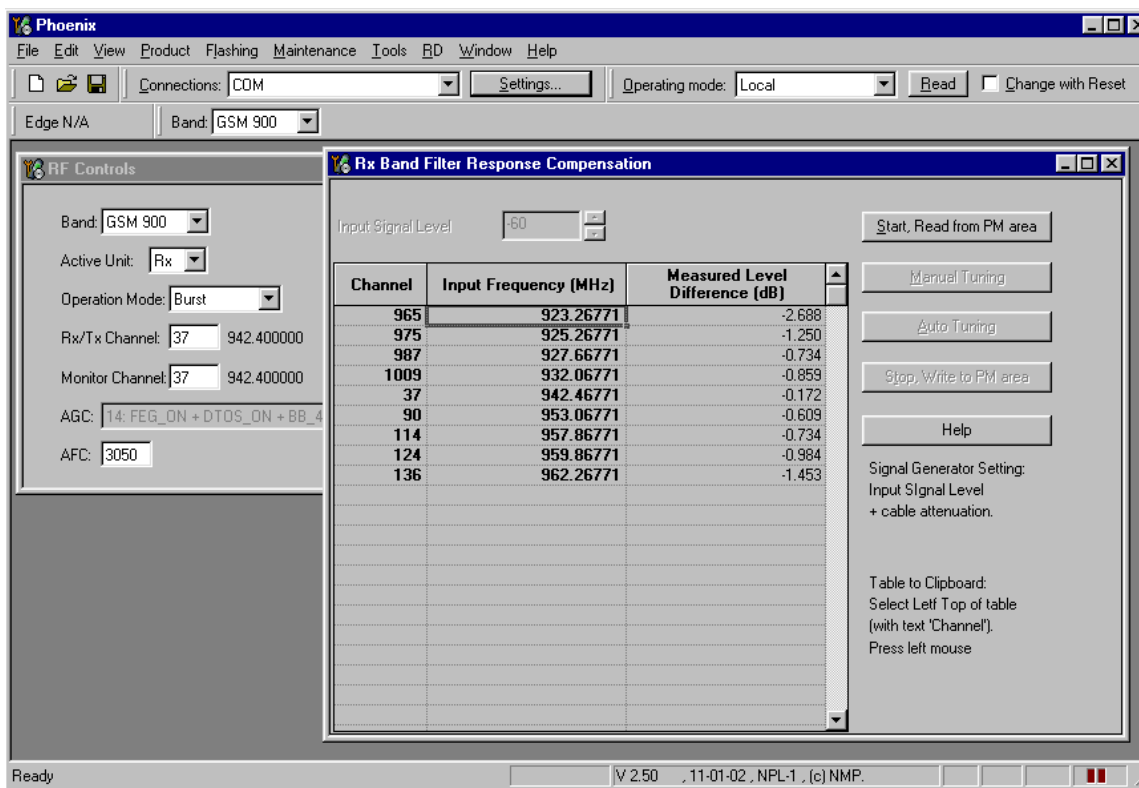 Phoenix
File Edit View Product Flashing Maintenance Tools RD Window Help
Connections: COM Settings... Operating mode: Local Read Change with Reset
Edge N/A Band: GSM 900
RF Controls
Band: GSM 900
Active Unit: Rx
Operation Mode: Burst
Rx/Tx Channel: 37 942.400000
Monitor Channel: 37 942.400000
AGC: 14: FEG_ON + DTOS_ON + BB_4
AFC: 3050
Rx Band Filter Response Compensation
Input Signal Level -60
Channel Input Frequency (MHz) Measured Level Difference (dB)
965 923.26771 -2.688
975 925.26771 -1.250
987 927.66771 -0.734
1009 932.06771 -0.859
37 942.46771 -0.172
90 953.06771 -0.609
114 957.86771 -0.734
124 959.86771 -0.984
136 962.26771 -1.453
Start, Read from PM area
Manual Tuning
Auto Tuning
Stop, Write to PM area
Help
Signal Generator Setting:
Input SIgnal Level
+ cable attenuation.
Table to Clipboard:
Select Letf Top of table
(with text 'Channel').
Press left mouse
Ready V 2.50 , 11-01-02 , NPL-1 , (c) NMP.